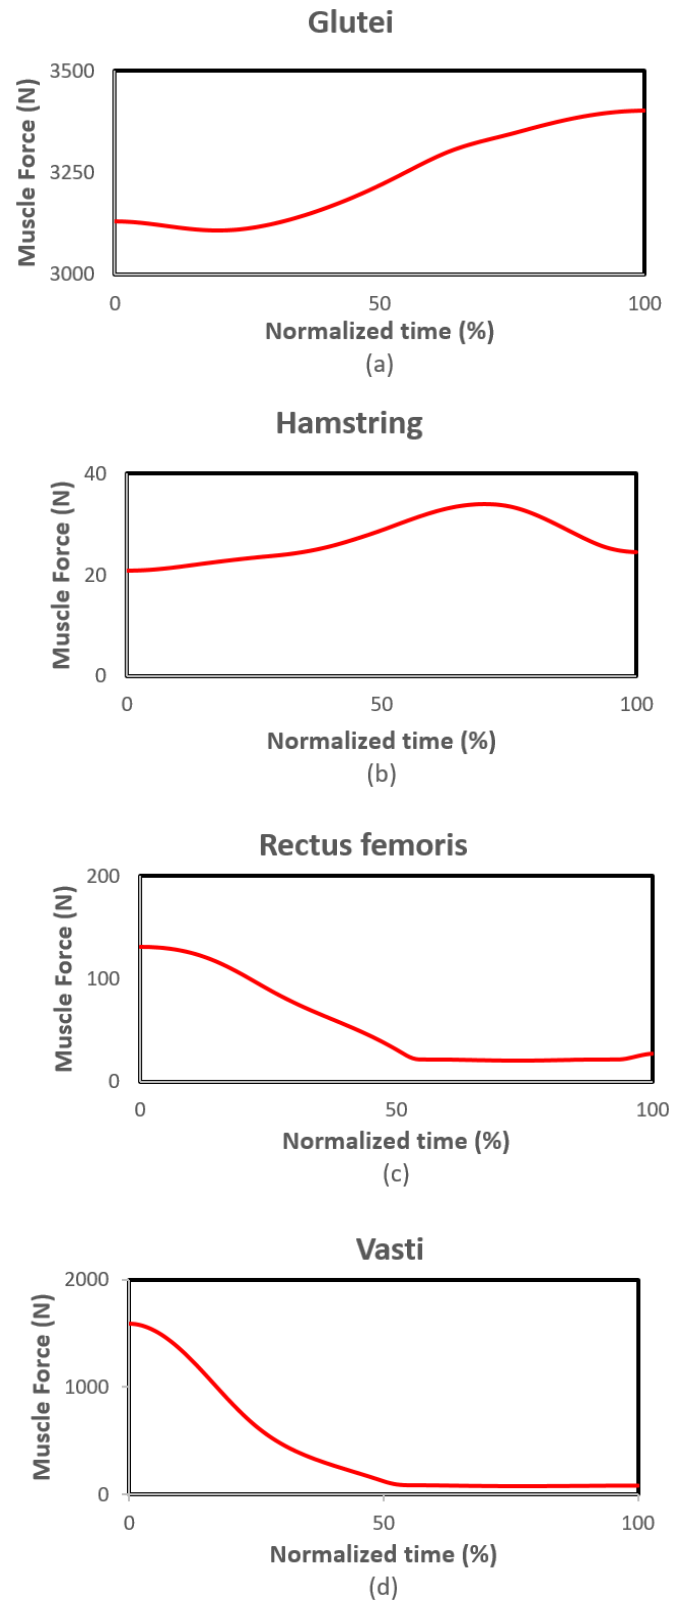 Glutei
Muscle Force (N)
3500
3250
3000
0 50 100
Normalized time (%)
(a)
Hamstring
Muscle Force (N)
40
20
0
0 50 100
Normalized time (%)
(b)
Rectus femoris
Muscle Force (N)
200
100
0
0 50 100
Normalized time (%)
(c)
Vasti
Muscle Force (N)
2000
1000
0
0 50 100
Normalized time (%)
(d)